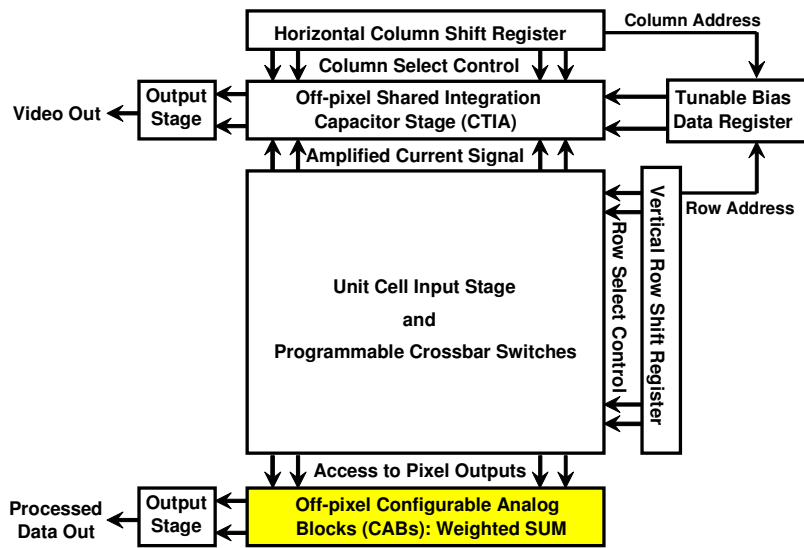 Horizontal Column Shift Register
Column Address
Column Select Control
Video Out
Output
Stage
Off-pixel Shared Integration
Capacitor Stage (CTIA)
Tunable Bias
Data Register
Amplified Current Signal
Row Address
Vertical Row Shift Register
Row Select Control
Unit Cell Input Stage
and
Programmable Crossbar Switches
Access to Pixel Outputs
Processed
Data Out
Output
Stage
Off-pixel Configurable Analog
Blocks (CABs): Weighted SUM